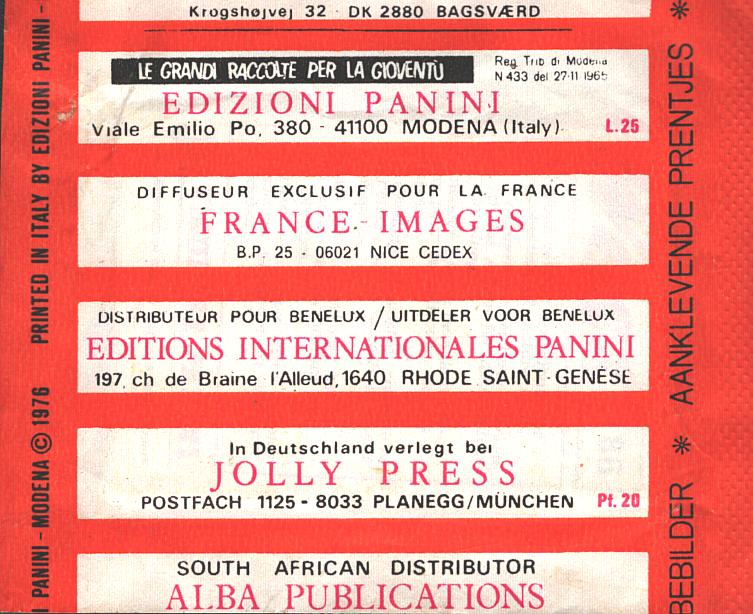 Krogshøjvej 32 · DK 2880 BAGSVÆRD
LE GRANDI RACCOLTE PER LA GIOVENTÙ
Reg. Trib di Modena
N 433 del 27-11 1965
EDIZIONI PANINI
Viale Emilio Po, 380 - 41100 MODENA (Italy)
L.25
DIFFUSEUR EXCLUSIF POUR LA FRANCE
FRANCE-IMAGES
B.P. 25 - 06021 NICE CEDEX
DISTRIBUTEUR POUR BENELUX / UITDELER VOOR BENELUX
EDITIONS INTERNATIONALES PANINI
197, ch de Braine l'Alleud, 1640 RHODE SAINT-GENÈSE
In Deutschland verlegt bei
JOLLY PRESS
POSTFACH 1125 - 8033 PLANEGG/MÜNCHEN
Pf. 20
SOUTH AFRICAN DISTRIBUTOR
ALBA PUBLICATIONS
I PANINI - MODENA © 1976 PRINTED IN ITALY BY EDIZIONI PANINI -
BEBILDER * AANKLEVENDE PRENTJES *